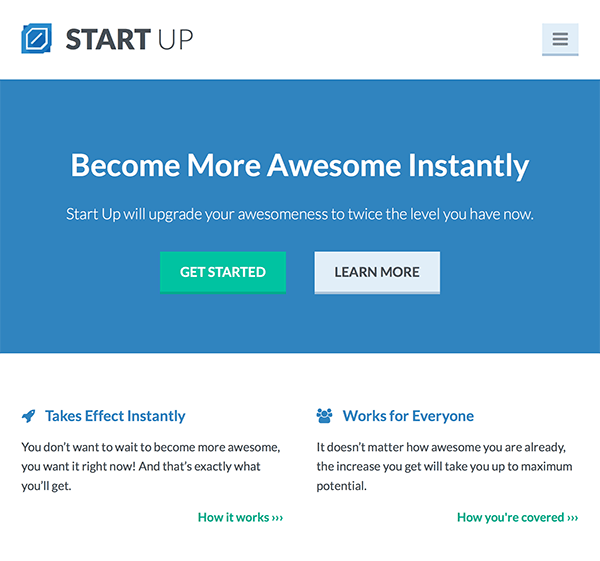 START UP
Become More Awesome Instantly
Start Up will upgrade your awesomeness to twice the level you have now.
GET STARTED
LEARN MORE
Takes Effect Instantly
You don’t want to wait to become more awesome,
you want it right now! And that’s exactly what
you’ll get.
How it works ›››
Works for Everyone
It doesn’t matter how awesome you are already,
the increase you get will take you up to maximum
potential.
How you're covered ›››